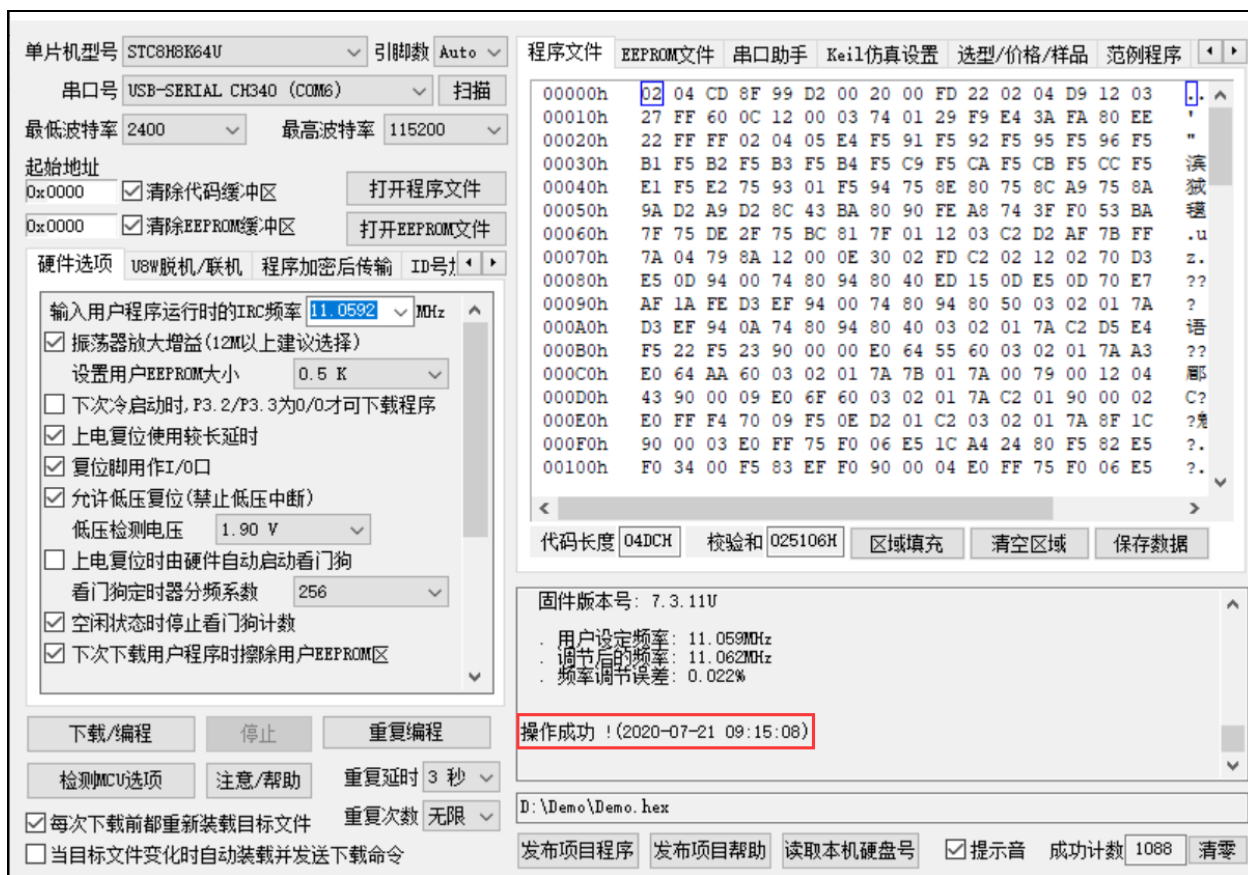 单片机型号 STC8H8K64U 引脚数 Auto
串口号 USB-SERIAL CH340 (COM6) 扫描
最低波特率 2400 最高波特率 115200
起始地址
0x0000 清除代码缓冲区 打开程序文件
0x0000 清除EEPROM缓冲区 打开EEPROM文件
硬件选项 U8W脱机/联机 程序加密后传输
输入用户程序运行时的IRC频率 11.0592 MHz
振荡器放大增益(12M以上建议选择)
设置用户EEPROM大小 0.5 K
下次冷启动时,P3.2/P3.3为0/0才可下载程序
上电复位使用较长延时
复位脚用作I/O口
允许低压复位(禁止低压中断)
低压检测电压 1.90 V
上电复位时由硬件自动启动看门狗
看门狗定时器分频系数 256
空闲状态时停止看门狗计数
下次下载用户程序时擦除用户EEPROM区
下载/编程 停止 重复编程
检测MCU选项 注意/帮助 重复延时 3 秒
重复次数 无限
每次下载前都重新装载目标文件
当目标文件变化时自动装载并发送下载命令
程序文件 EEPROM文件 串口助手 Keil仿真设置 选型/价格/样品 范例程序
00000h 02 04 CD 8F 99 D2 00 20 00 FD 22 02 04 D9 12 03 ..
00010h 27 FF 60 0C 12 00 03 74 01 29 F9 E4 3A FA 80 EE '
00020h 22 FF FF 02 04 05 E4 F5 91 F5 92 F5 95 F5 96 F5 "
00030h B1 F5 B2 F5 B3 F5 B4 F5 C9 F5 CA F5 CB F5 CC F5
00040h E1 F5 E2 75 93 01 F5 94 75 8E 80 75 8C A9 75 8A
00050h 9A D2 A9 D2 8C 43 BA 80 90 FE A8 74 3F F0 53 BA
00060h 7F 75 DE 2F 75 BC 81 7F 01 12 03 C2 D2 AF 7B FF .u
00070h 7A 04 79 8A 12 00 0E 30 02 FD C2 02 12 02 70 D3 z.
00080h E5 0D 94 00 74 80 94 80 40 ED 15 0D E5 0D 70 E7 ??
00090h AF 1A FE D3 EF 94 00 74 80 94 80 50 03 02 01 7A ?
000A0h D3 EF 94 0A 74 80 94 80 40 03 02 01 7A C2 D5 E4 语
000B0h F5 22 F5 23 90 00 00 E0 64 55 60 03 02 01 7A A3 ??
000C0h E0 64 AA 60 03 02 01 7A 7B 01 7A 00 79 00 12 04
000D0h 43 90 00 09 E0 6F 60 03 02 01 7A C2 01 90 00 02 C?
000E0h E0 FF F4 70 09 F5 0E D2 01 C2 03 02 01 7A 8F 1C
000F0h 90 00 03 E0 FF 75 F0 06 E5 1C A4 24 80 F5 82 E5 ?.
00100h F0 34 00 F5 83 EF F0 90 00 04 E0 FF 75 F0 06 E5 ?.
代码长度 04DCH 校验和 025106H 区域填充 清空区域 保存数据
固件版本号: 7.3.11U
. 用户设定频率: 11.059MHz
. 调节后的频率: 11.062MHz
. 频率调节误差: 0.022%
操作成功 !(2020-07-21 09:15:08)
D:\Demo\Demo.hex
发布项目程序 发布项目帮助 读取本机硬盘号 提示音 成功计数 1088 清零